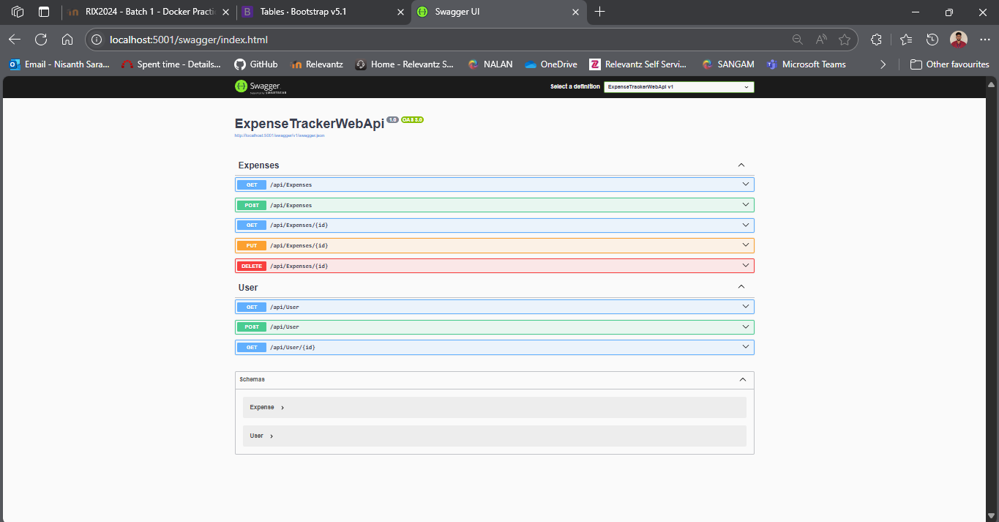 RIX2024 - Batch 1 - Docker Practi
Tables · Bootstrap v5.1
Swagger UI
localhost:5001/swagger/index.html
Email - Nisanth Sara...
Spent time - Details...
GitHub
Relevantz
Home - Relevantz S...
NALAN
OneDrive
Relevantz Self Servi...
SANGAM
Microsoft Teams
Other favourites
Swagger
Supported by SMARTBEAR
Select a definition
ExpenseTrackerWebApi v1
ExpenseTrackerWebApi 1.0 OAS 3.0
http://localhost:5001/swagger/v1/swagger.json
Expenses
GET /api/Expenses
POST /api/Expenses
GET /api/Expenses/{id}
PUT /api/Expenses/{id}
DELETE /api/Expenses/{id}
User
GET /api/User
POST /api/User
GET /api/User/{id}
Schemas
Expense
User